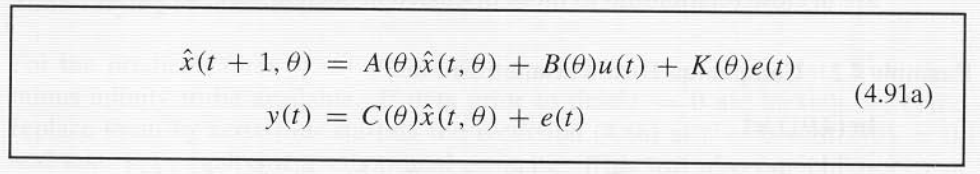 x̂(t + 1, θ) = A(θ)x̂(t, θ) + B(θ)u(t) + K(θ)e(t)
(4.91a)
y(t) = C(θ)x̂(t, θ) + e(t)